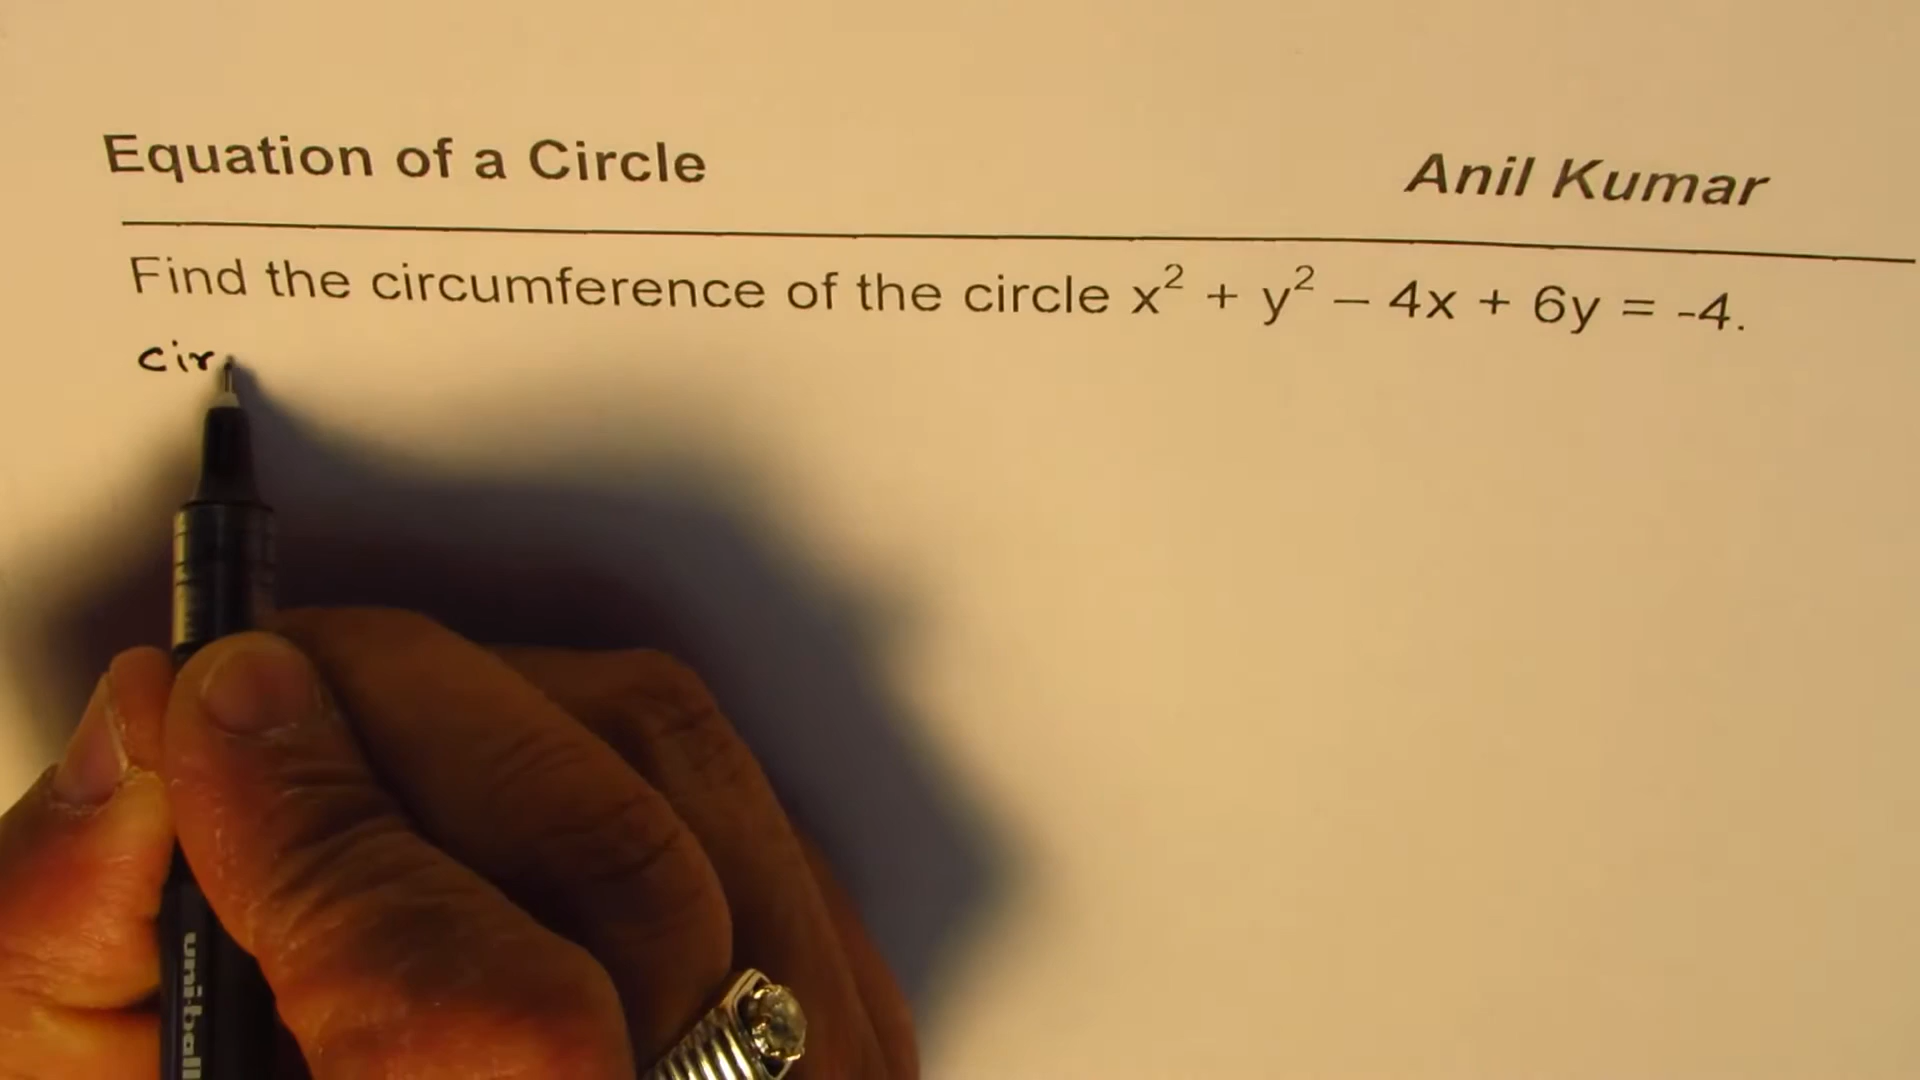 Equation of a Circle
Anil Kumar
Find the circumference of the circle x² + y² – 4x + 6y = -4.
Cir
uni-ball